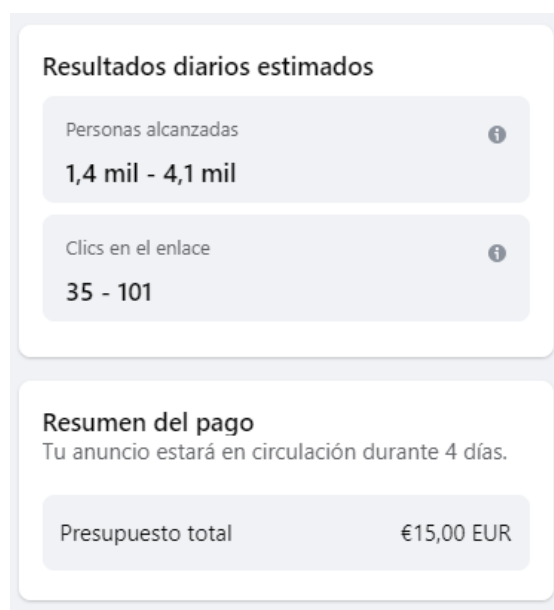 Resultados diarios estimados
Personas alcanzadas
1,4 mil - 4,1 mil
Clics en el enlace
35 - 101
Resumen del pago
Tu anuncio estará en circulación durante 4 días.
Presupuesto total €15,00 EUR